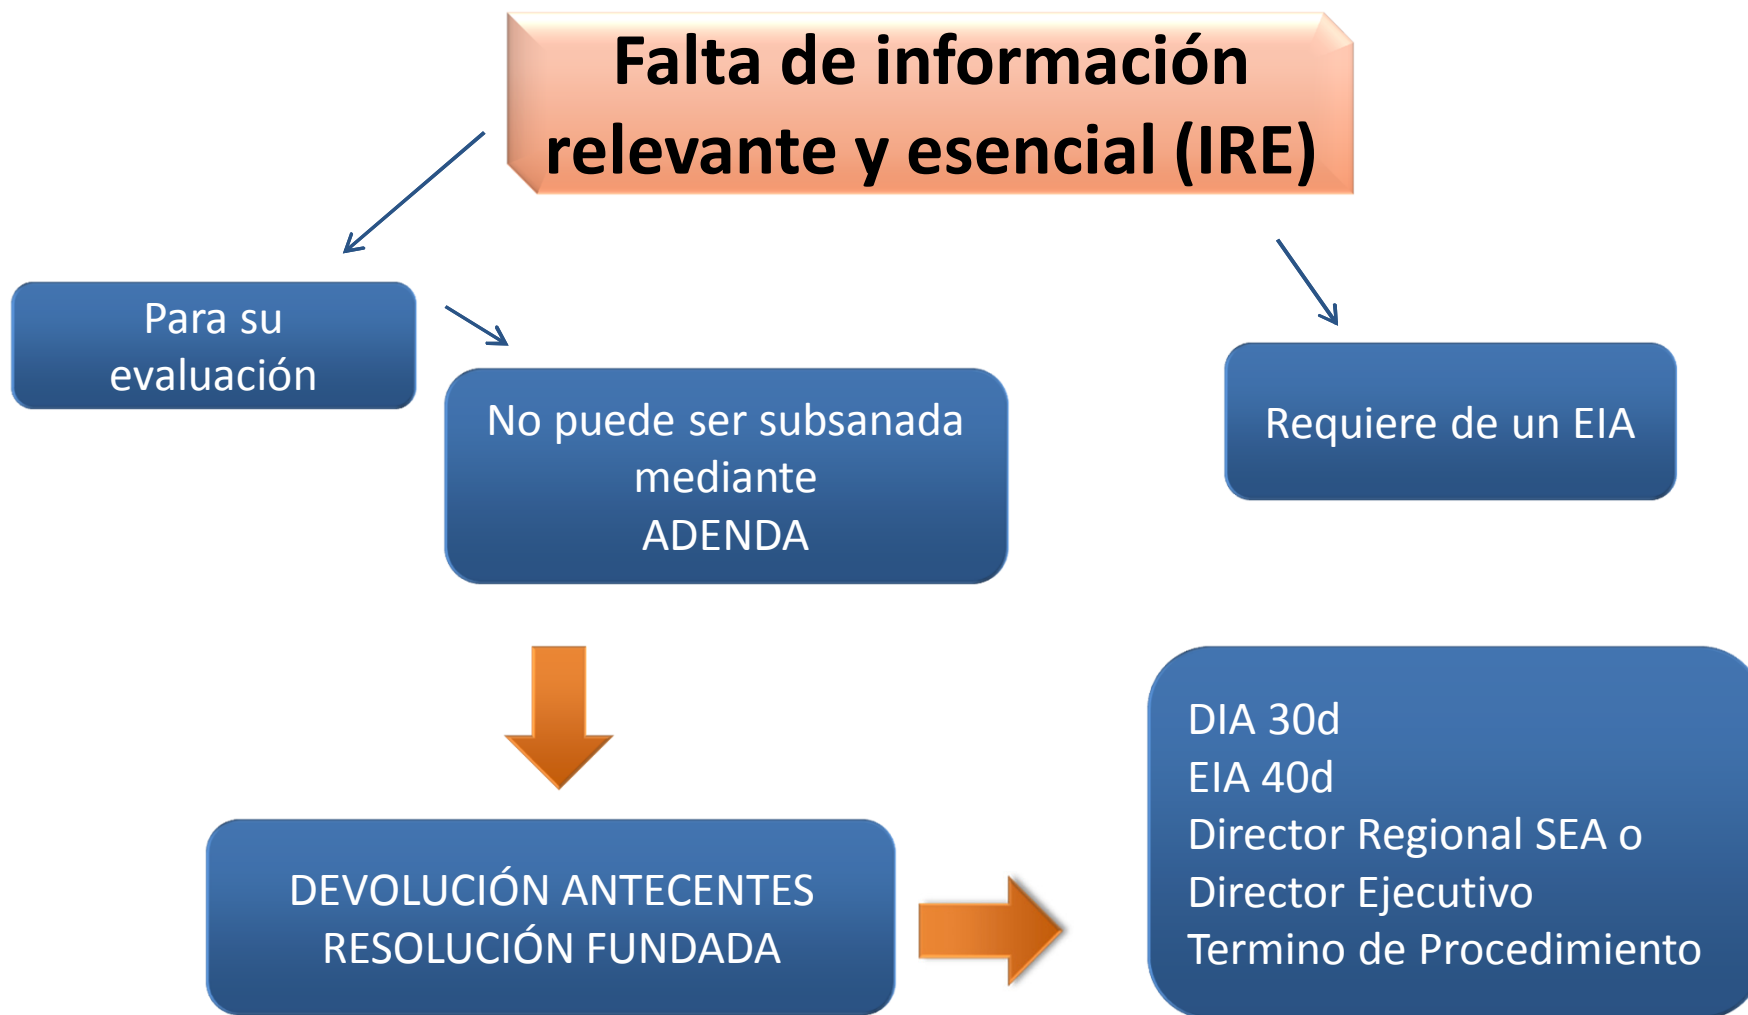 Falta de información
relevante y esencial (IRE)
Para su
evaluación
No puede ser subsanada
mediante
ADENDA
Requiere de un EIA
DEVOLUCIÓN ANTECENTES
RESOLUCIÓN FUNDADA
DIA 30d
EIA 40d
Director Regional SEA o
Director Ejecutivo
Termino de Procedimiento